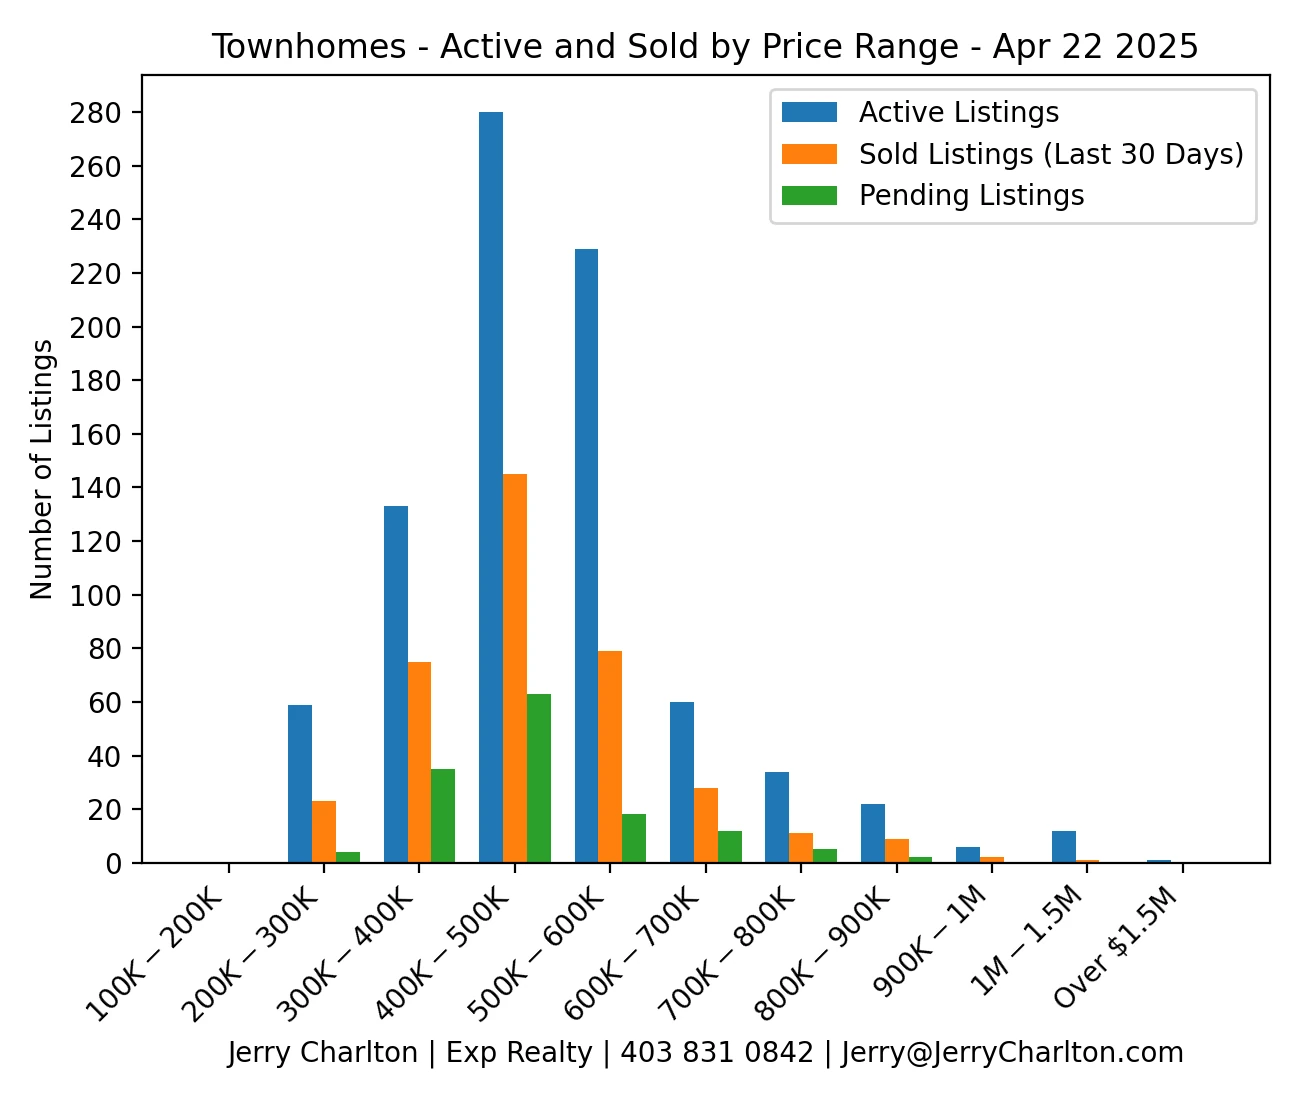 Townhomes - Active and Sold by Price Range - Apr 22 2025
Active Listings
Sold Listings (Last 30 Days)
Pending Listings
Number of Listings
280
260
240
220
200
180
160
140
120
100
80
60
40
20
0
100K − 200K
200K − 300K
300K − 400K
400K − 500K
500K − 600K
600K − 700K
700K − 800K
800K − 900K
900K − 1M
1M − 1.5M
Over $1.5M
Jerry Charlton | Exp Realty | 403 831 0842 | Jerry@JerryCharlton.com